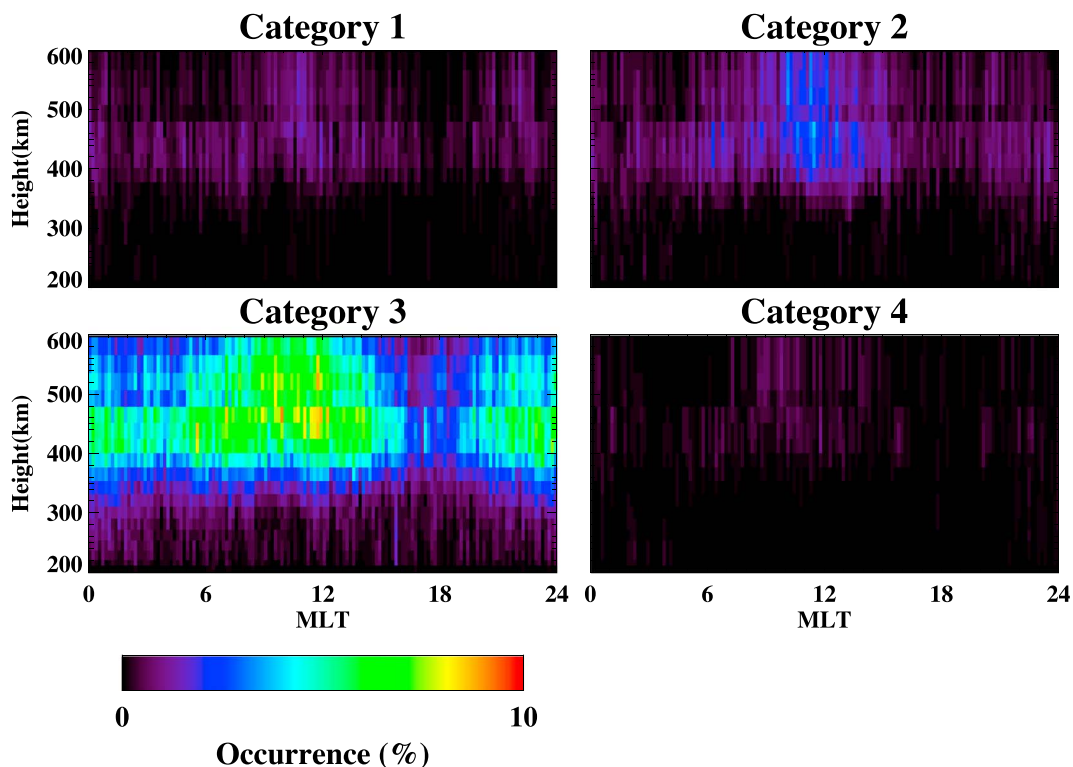 Category 1
Category 2
600
500
400
300
200
Height(km)
Category 3
Category 4
600
500
400
300
200
Height(km)
0 6 12 18 24
0 6 12 18 24
MLT
MLT
0 10
Occurrence (%)